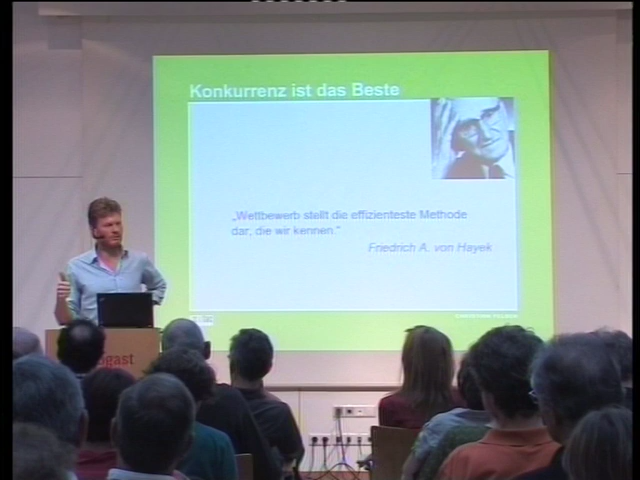 Konkurrenz ist das Beste
„Wettbewerb stellt die effizienteste Methode
dar, die wir kennen."
Friedrich A. von Hayek